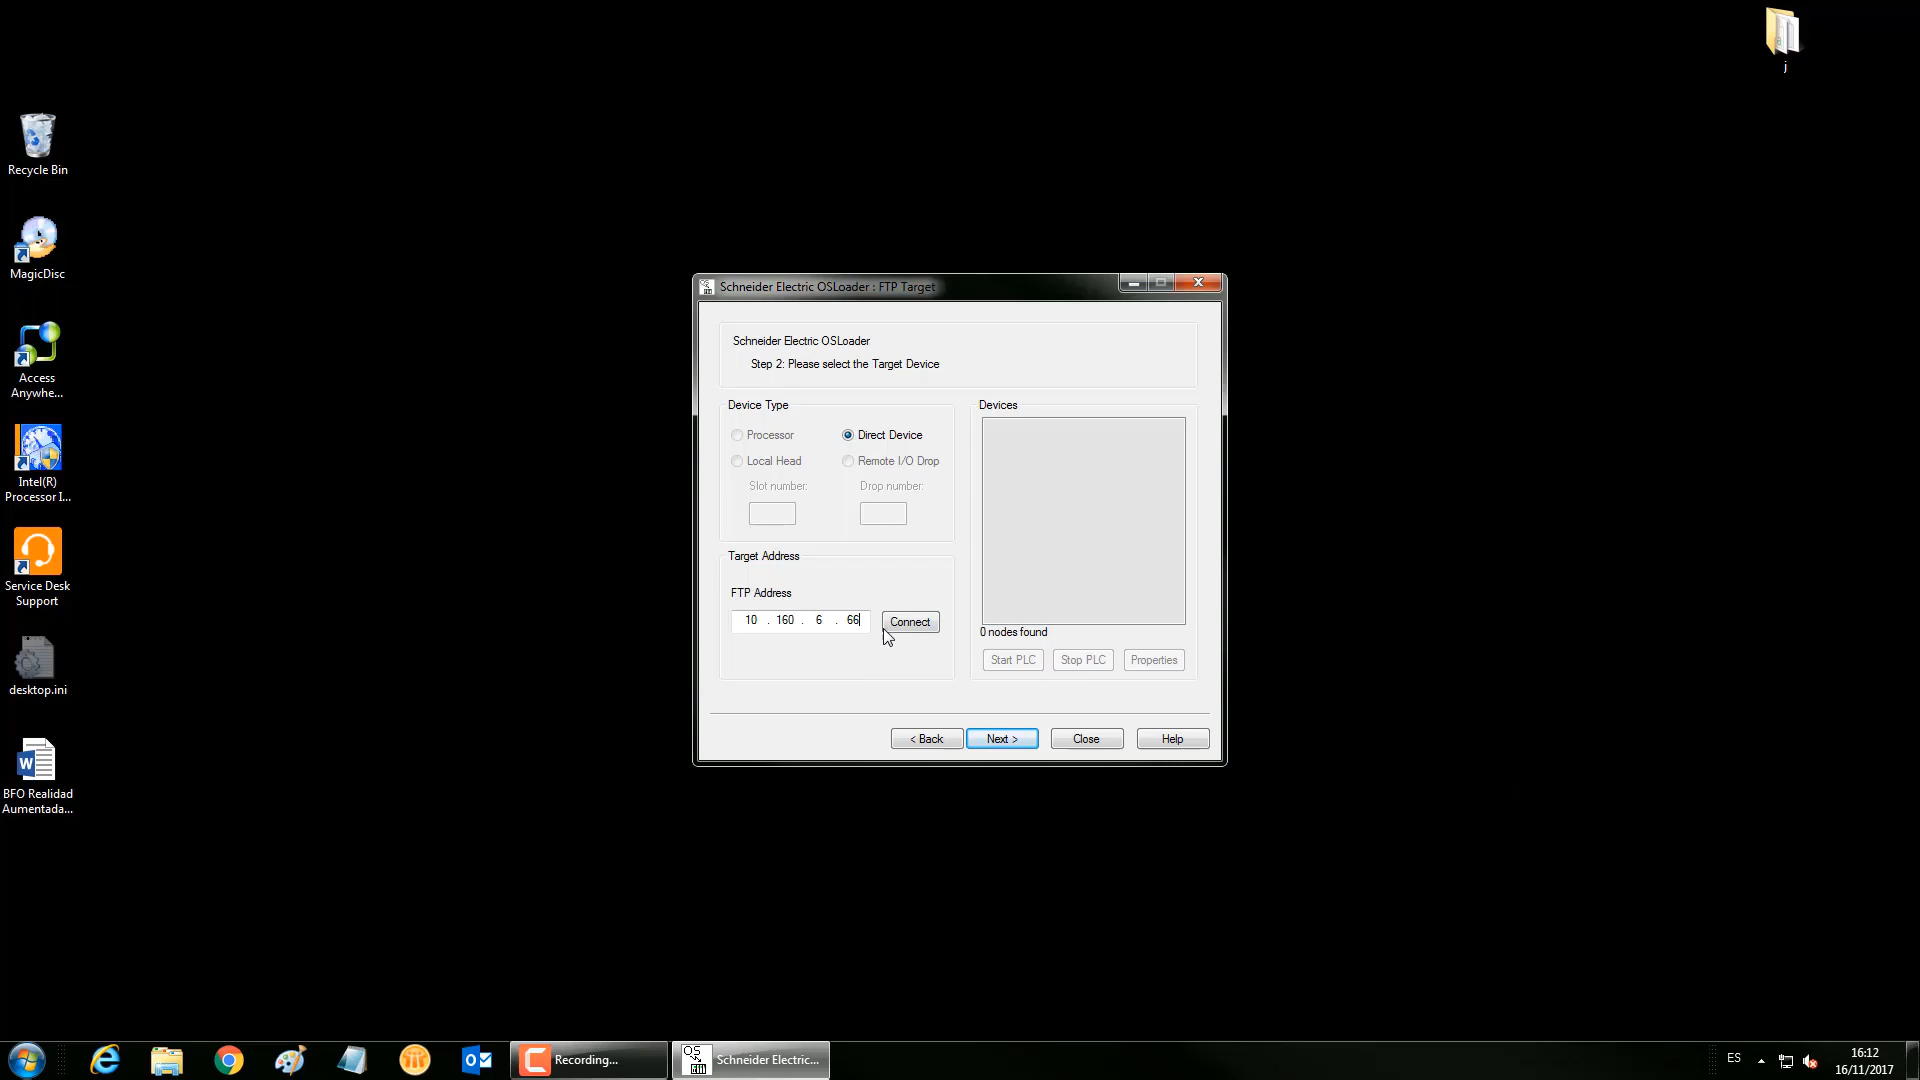 j
Recycle Bin
MagicDisc
Access
Anywhe...
Intel(R)
Processor I...
Service Desk
Support
desktop.ini
BFO Realidad
Aumentada...
Schneider Electric OSLoader : FTP Target
Schneider Electric OSLoader
Step 2: Please select the Target Device
Device Type
Processor
Direct Device
Local Head
Remote I/O Drop
Slot number:
Drop number:
Target Address
FTP Address
10 . 160 . 6 . 66
Connect
Devices
0 nodes found
Start PLC
Stop PLC
Properties
< Back
Next >
Close
Help
Recording...
Schneider Electric...
ES
16:12
16/11/2017